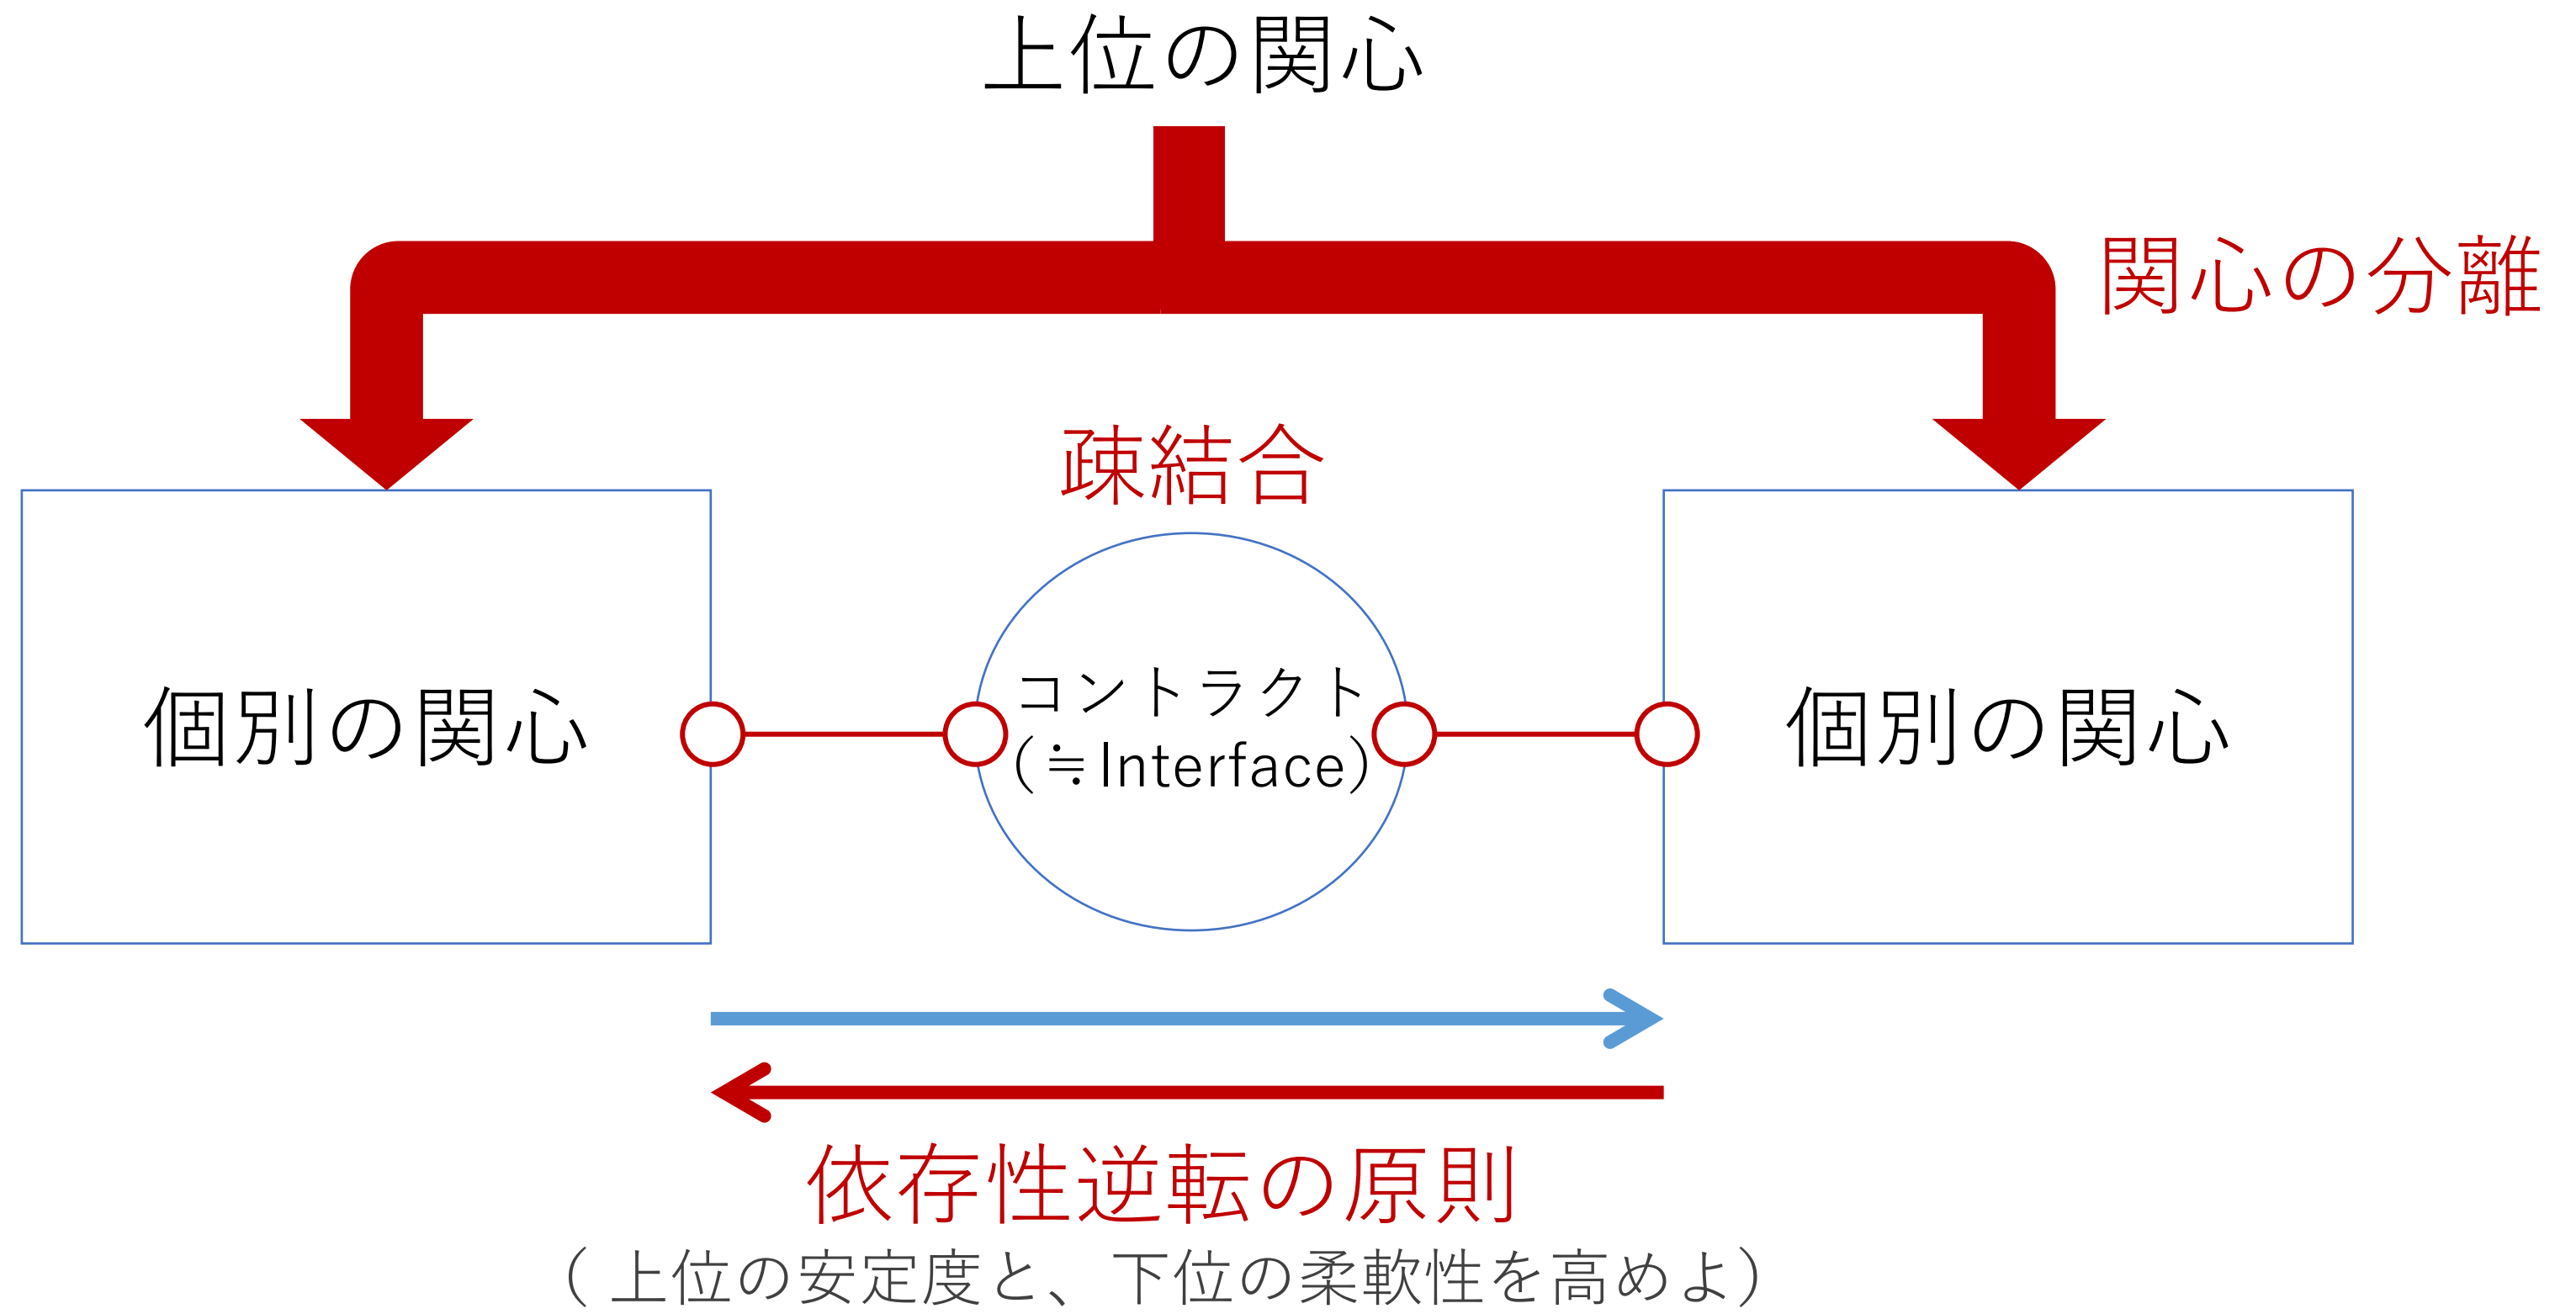 上位の関心
関心の分離
疎結合
個別の関心
コントラクト
（≒Interface）
個別の関心
依存性逆転の原則
（上位の安定度と、下位の柔軟性を高めよ）